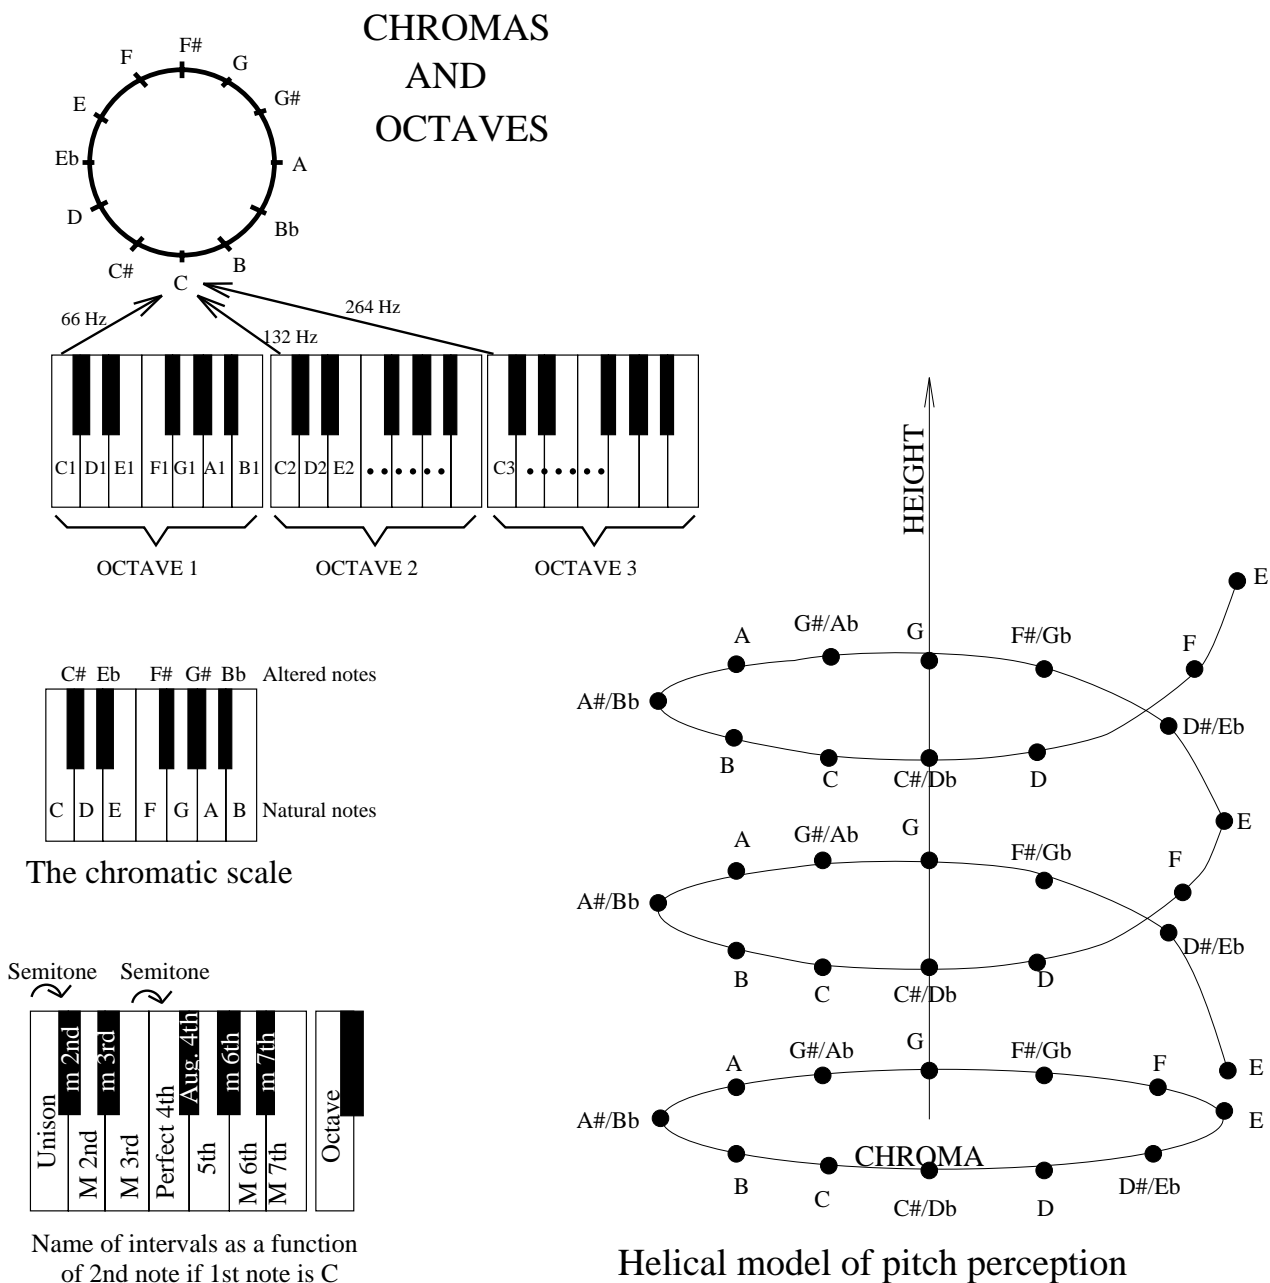 CHROMAS
AND
OCTAVES
F#
F
G
E
G#
Eb
A
D
Bb
C#
B
C
66 Hz
132 Hz
264 Hz
C1 D1 E1 F1 G1 A1 B1
C2 D2 E2 ......
C3 ......
OCTAVE 1
OCTAVE 2
OCTAVE 3
C# Eb F# G# Bb Altered notes
C D E F G A B Natural notes
The chromatic scale
Semitone Semitone
Unison
m 2nd
M 2nd
m 3rd
M 3rd
Perfect 4th
Aug. 4th
5th
m 6th
M 6th
m 7th
M 7th
Octave
Name of intervals as a function
of 2nd note if 1st note is C
HEIGHT
E
A G#/Ab G F#/Gb F
A#/Bb D#/Eb
B C C#/Db D
E
A G#/Ab G F#/Gb F
A#/Bb D#/Eb
B C C#/Db D
E
A G#/Ab G F#/Gb F
A#/Bb E
CHROMA
B C C#/Db D D#/Eb
Helical model of pitch perception